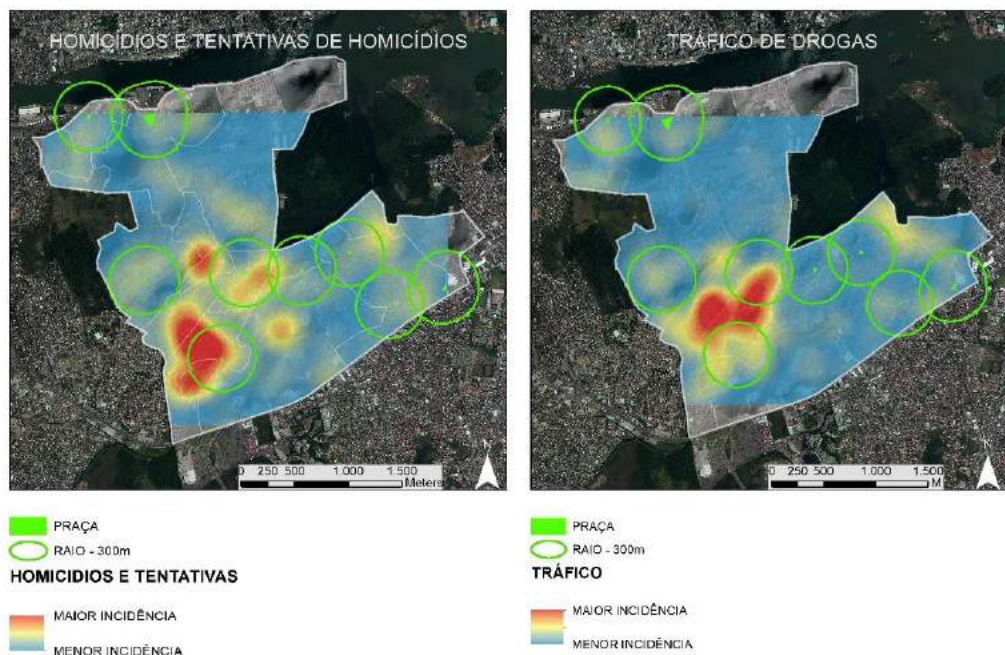 HOMICÍDIOS E TENTATIVAS DE HOMICÍDIOS
0 250 500 1.000 1.500
Meters
PRAÇA
RAIO - 300m
HOMICIDIOS E TENTATIVAS
MAIOR INCIDÊNCIA
MENOR INCIDÊNCIA
TRÁFICO DE DROGAS
0 250 500 1.000 1.500
M
PRAÇA
RAIO - 300m
TRÁFICO
MAIOR INCIDÊNCIA
MENOR INCIDÊNCIA